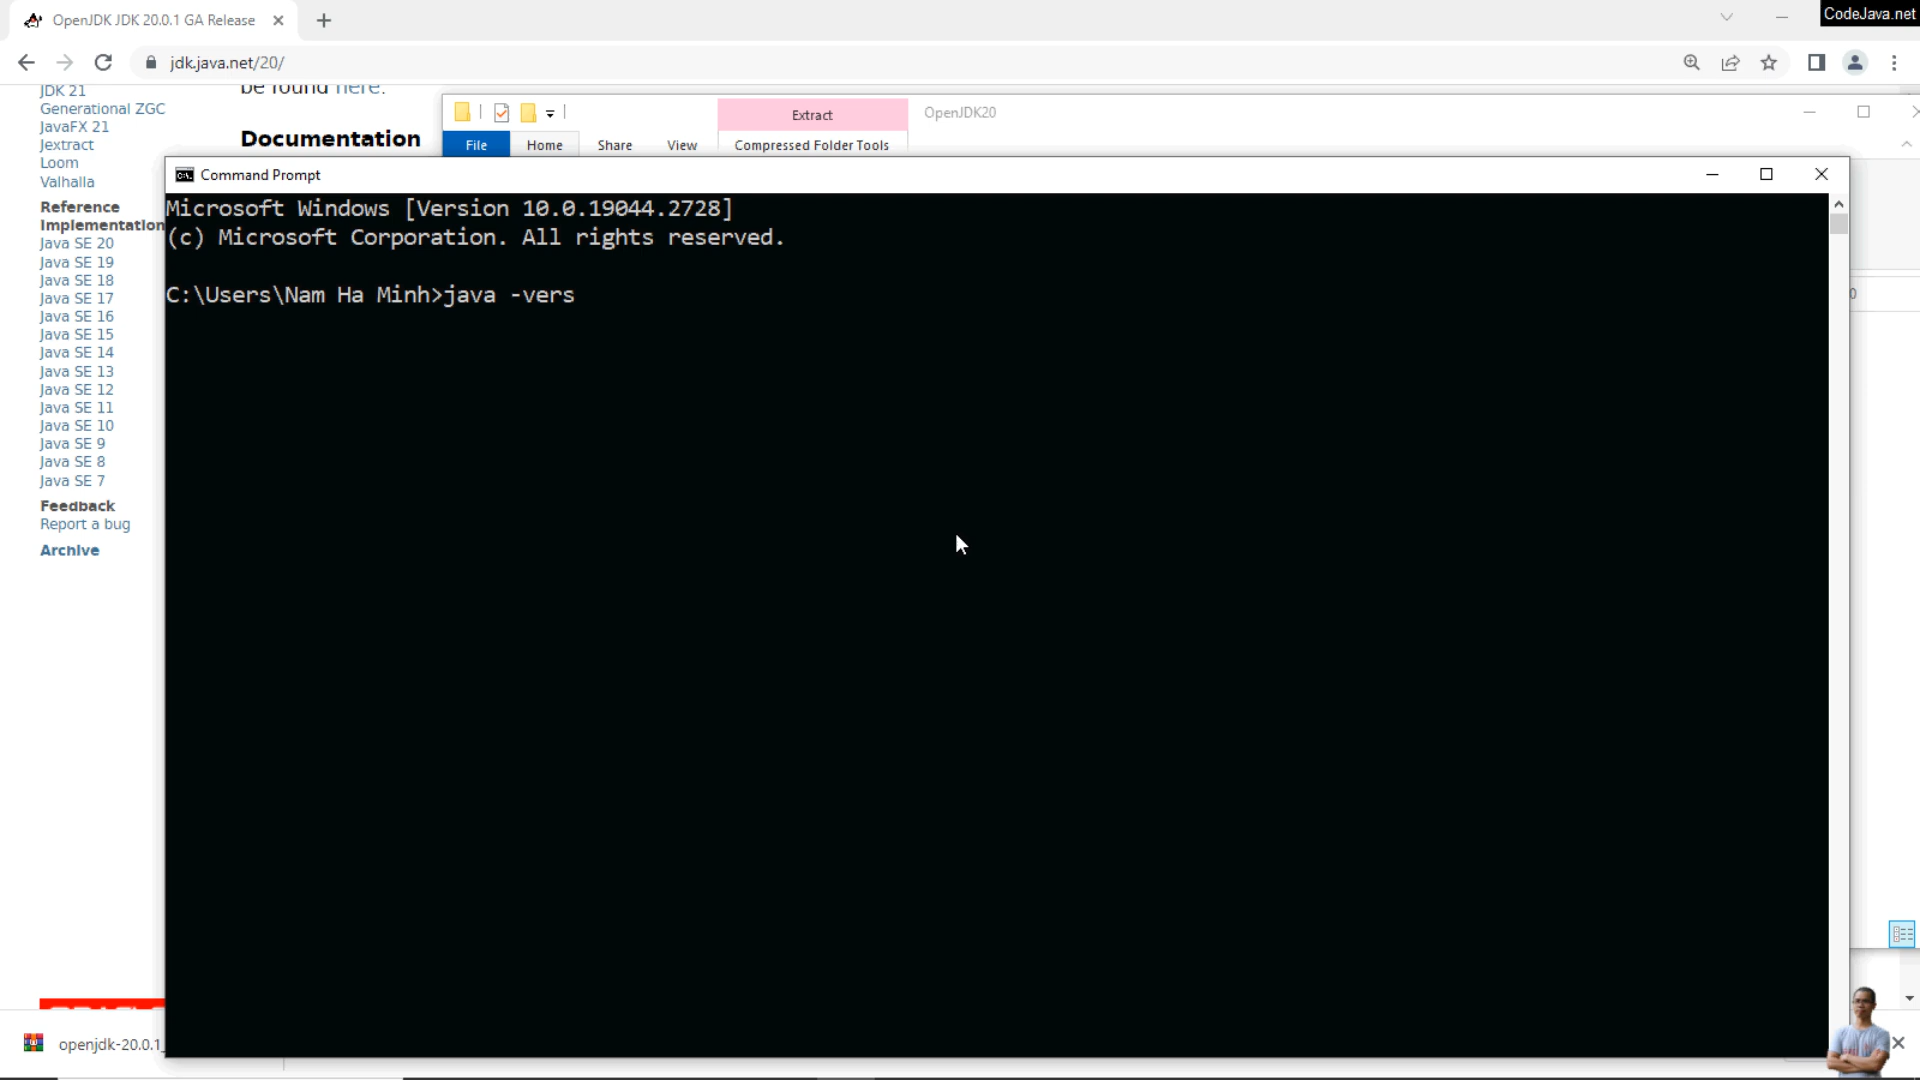 OpenJDK JDK 20.0.1 GA Release
CodeJava.net
jdk.java.net/20/
JDK 21
Generational ZGC
JavaFX 21
Jextract
Loom
Valhalla
Reference
Implementation
Java SE 20
Java SE 19
Java SE 18
Java SE 17
Java SE 16
Java SE 15
Java SE 14
Java SE 13
Java SE 12
Java SE 11
Java SE 10
Java SE 9
Java SE 8
Java SE 7
Feedback
Report a bug
Archive
be found here.
Documentation
Extract
OpenJDK20
File
Home
Share
View
Compressed Folder Tools
Command Prompt
Microsoft Windows [Version 10.0.19044.2728]
(c) Microsoft Corporation. All rights reserved.
C:\Users\Nam Ha Minh>java -vers
openjdk-20.0.1_